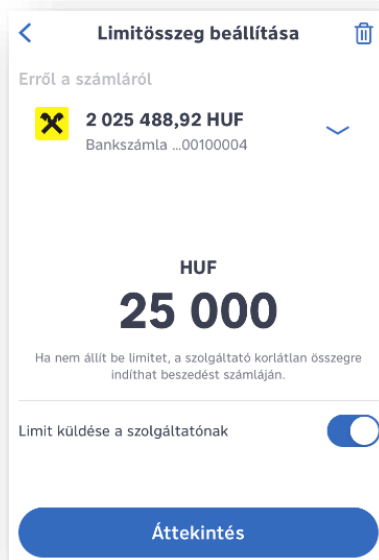 Limitösszeg beállítása
Erről a számláról
2 025 488,92 HUF
Bankszámla ...00100004
HUF
25 000
Ha nem állít be limitet, a szolgáltató korlátlan összegre
indíthat beszedést számláján.
Limit küldése a szolgáltatónak
Áttekintés